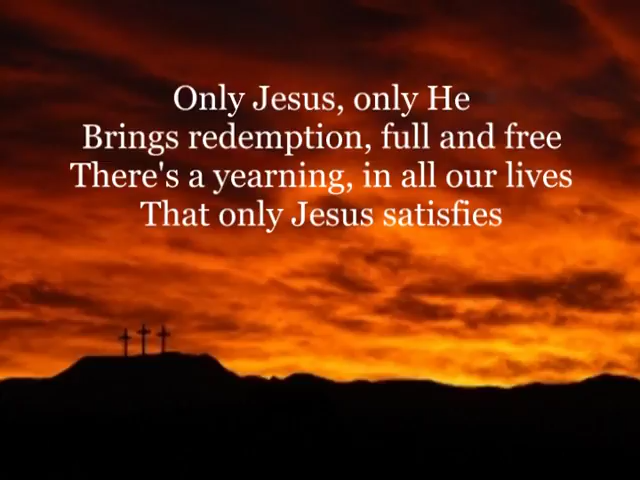 Only Jesus, only He
Brings redemption, full and free
There's a yearning, in all our lives
That only Jesus satisfies